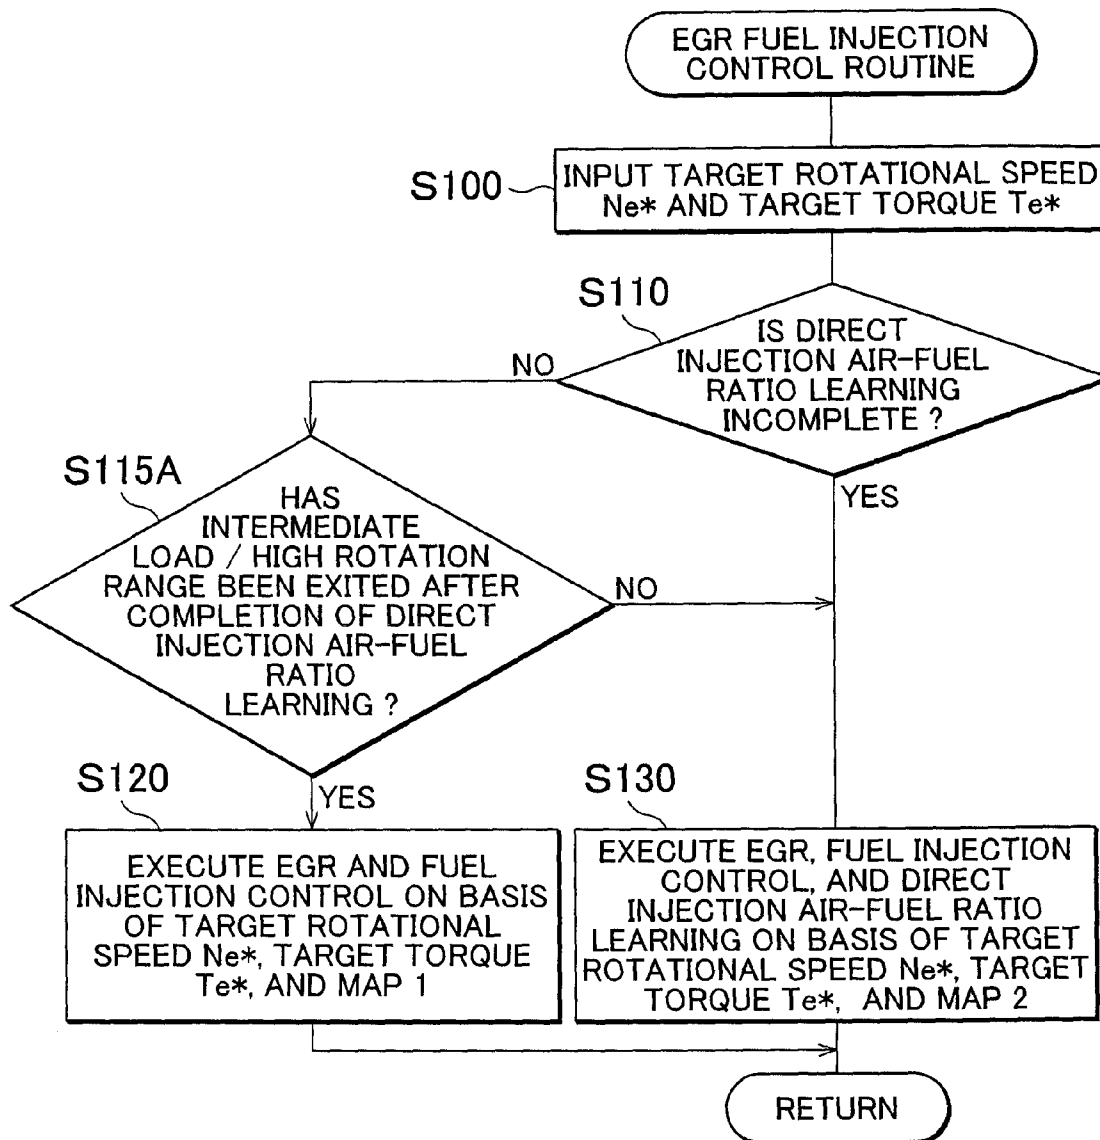 EGR FUEL INJECTION
CONTROL ROUTINE
S100
INPUT TARGET ROTATIONAL SPEED
Ne* AND TARGET TORQUE Te*
S110
IS DIRECT
INJECTION AIR-FUEL
RATIO LEARNING
INCOMPLETE ?
NO
YES
S115A
HAS
INTERMEDIATE
LOAD / HIGH ROTATION
RANGE BEEN EXITED AFTER
COMPLETION OF DIRECT
INJECTION AIR-FUEL
RATIO
LEARNING ?
NO
YES
S120
EXECUTE EGR AND FUEL
INJECTION CONTROL ON BASIS
OF TARGET ROTATIONAL
SPEED Ne*, TARGET TORQUE
Te*, AND MAP 1
S130
EXECUTE EGR, FUEL INJECTION
CONTROL, AND DIRECT
INJECTION AIR-FUEL RATIO
LEARNING ON BASIS OF TARGET
ROTATIONAL SPEED Ne*, TARGET
TORQUE Te*, AND MAP 2
RETURN